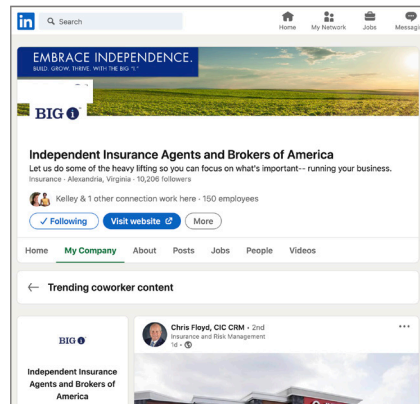 in
Search
Home
My Network
Jobs
Messagi
EMBRACE INDEPENDENCE.
BUILD. GROW. THRIVE. WITH THE BIG "I."
BIG i
Independent Insurance Agents and Brokers of America
Let us do some of the heavy lifting so you can focus on what's important-- running your business.
Insurance · Alexandria, Virginia · 10,206 followers
Kelley & 1 other connection work here · 150 employees
✓ Following
Visit website
More
Home
My Company
About
Posts
Jobs
People
Videos
← Trending coworker content
BIG i
Independent Insurance
Agents and Brokers of
America
Chris Floyd, CIC CRM • 2nd
Insurance and Risk Management
1d •